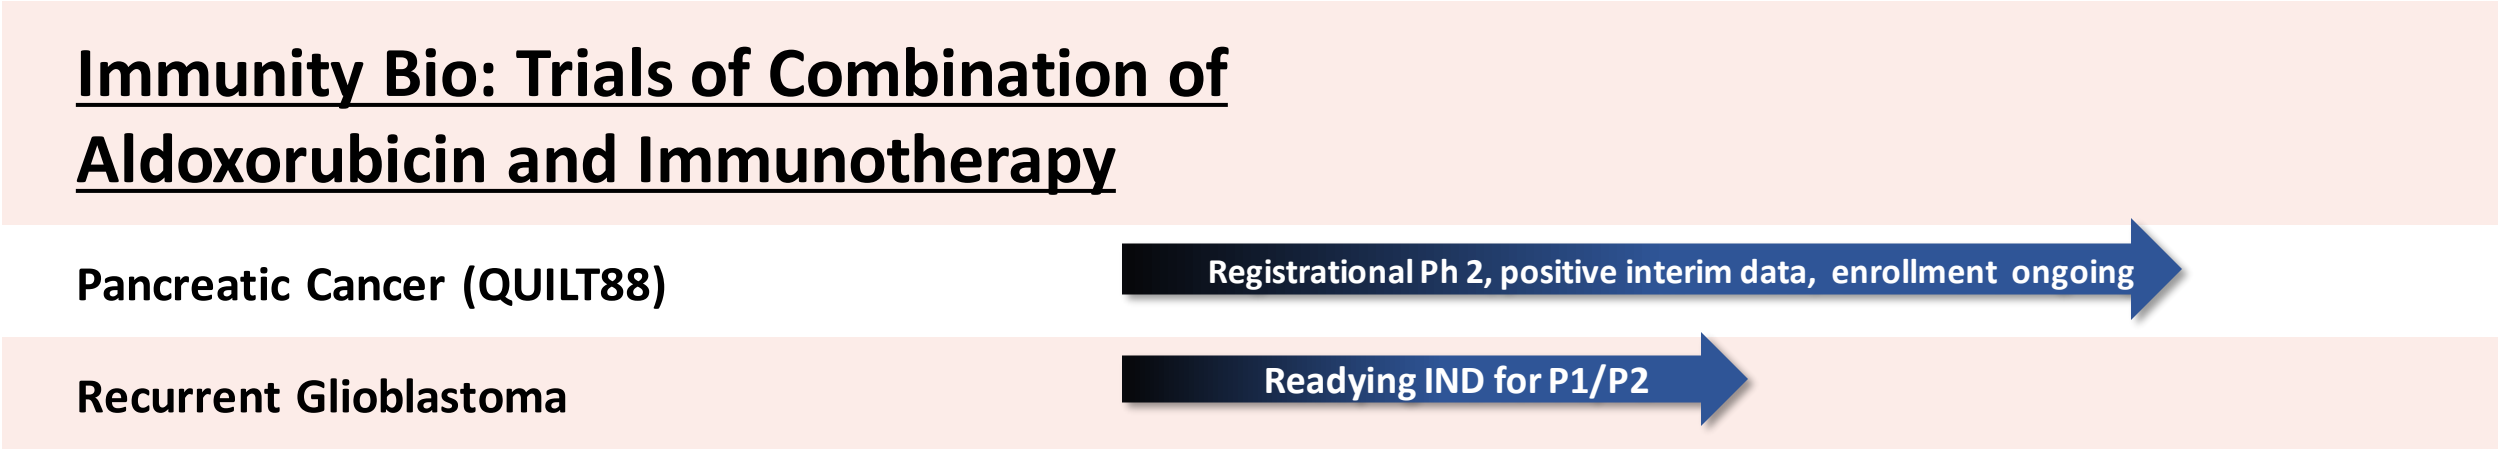 Immunity Bio: Trials of Combination of
Aldoxorubicin and Immunotherapy
Pancreatic Cancer (QUILT88)
Registrational Ph 2, positive interim data, enrollment ongoing
Recurrent Glioblastoma
Readying IND for P1/P2